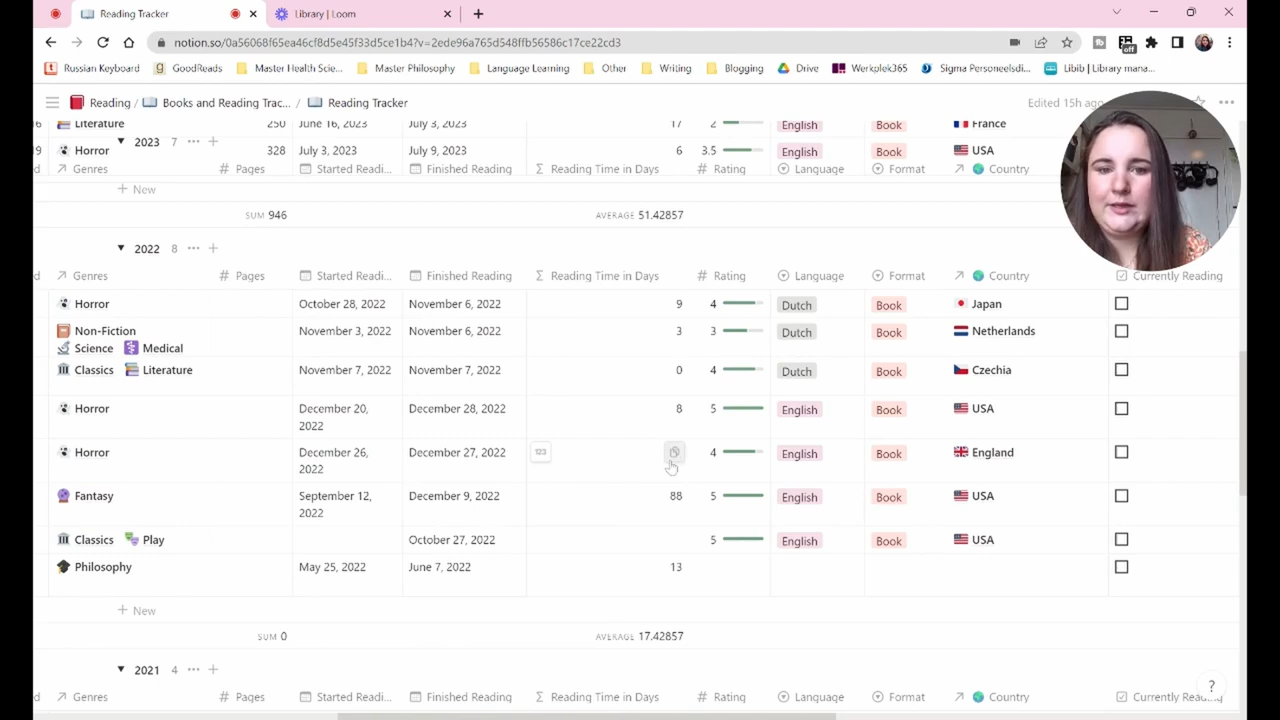 Reading Tracker
Library | Loom
notion.so/0a56068f65ea46cf8d5e45f33d5ce1b4?v=2ede96a765d548ffb56586c17ce22cd3
off
Russian Keyboard GoodReads Master Health Scie... Master Philosophy Language Learning Other Writing Blogging Drive Werkplek365 Sigma Personeelsdi... Libib | Library mana...
Reading / Books and Reading Trac... / Reading Tracker Edited 15h ago
Literature 250 June 16, 2023 July 3, 2023 17 2 English Book France
2023 7
Horror 328 July 3, 2023 July 9, 2023 6 3.5 English Book USA
Genres # Pages Started Readi... Finished Reading Σ Reading Time in Days # Rating Language Format Country
+ New
SUM 946 AVERAGE 51.42857
2022 8
Genres # Pages Started Readi... Finished Reading Σ Reading Time in Days # Rating Language Format Country Currently Reading
Horror October 28, 2022 November 6, 2022 9 4 Dutch Book Japan
Non-Fiction November 3, 2022 November 6, 2022 3 3 Dutch Book Netherlands
Science Medical
Classics Literature November 7, 2022 November 7, 2022 0 4 Dutch Book Czechia
Horror December 20, 2022 December 28, 2022 8 5 English Book USA
Horror December 26, 2022 December 27, 2022 4 English Book England
Fantasy September 12, 2022 December 9, 2022 88 5 English Book USA
Classics Play October 27, 2022 5 English Book USA
Philosophy May 25, 2022 June 7, 2022 13
+ New
SUM 0 AVERAGE 17.42857
2021 4
Genres # Pages Started Readi... Finished Reading Σ Reading Time in Days # Rating Language Format Country Currently Reading
?